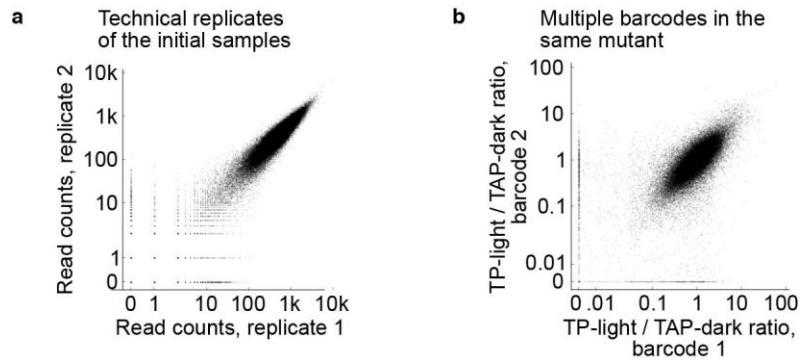 a
Technical replicates
of the initial samples
Read counts, replicate 2
10k
1k
100
10
1
0
0 1 10 100 1k 10k
Read counts, replicate 1
b
Multiple barcodes in the
same mutant
TP-light / TAP-dark ratio,
barcode 2
100
10
1
0.1
0.01
0
0 .01 0.1 1 10 100
TP-light / TAP-dark ratio,
barcode 1